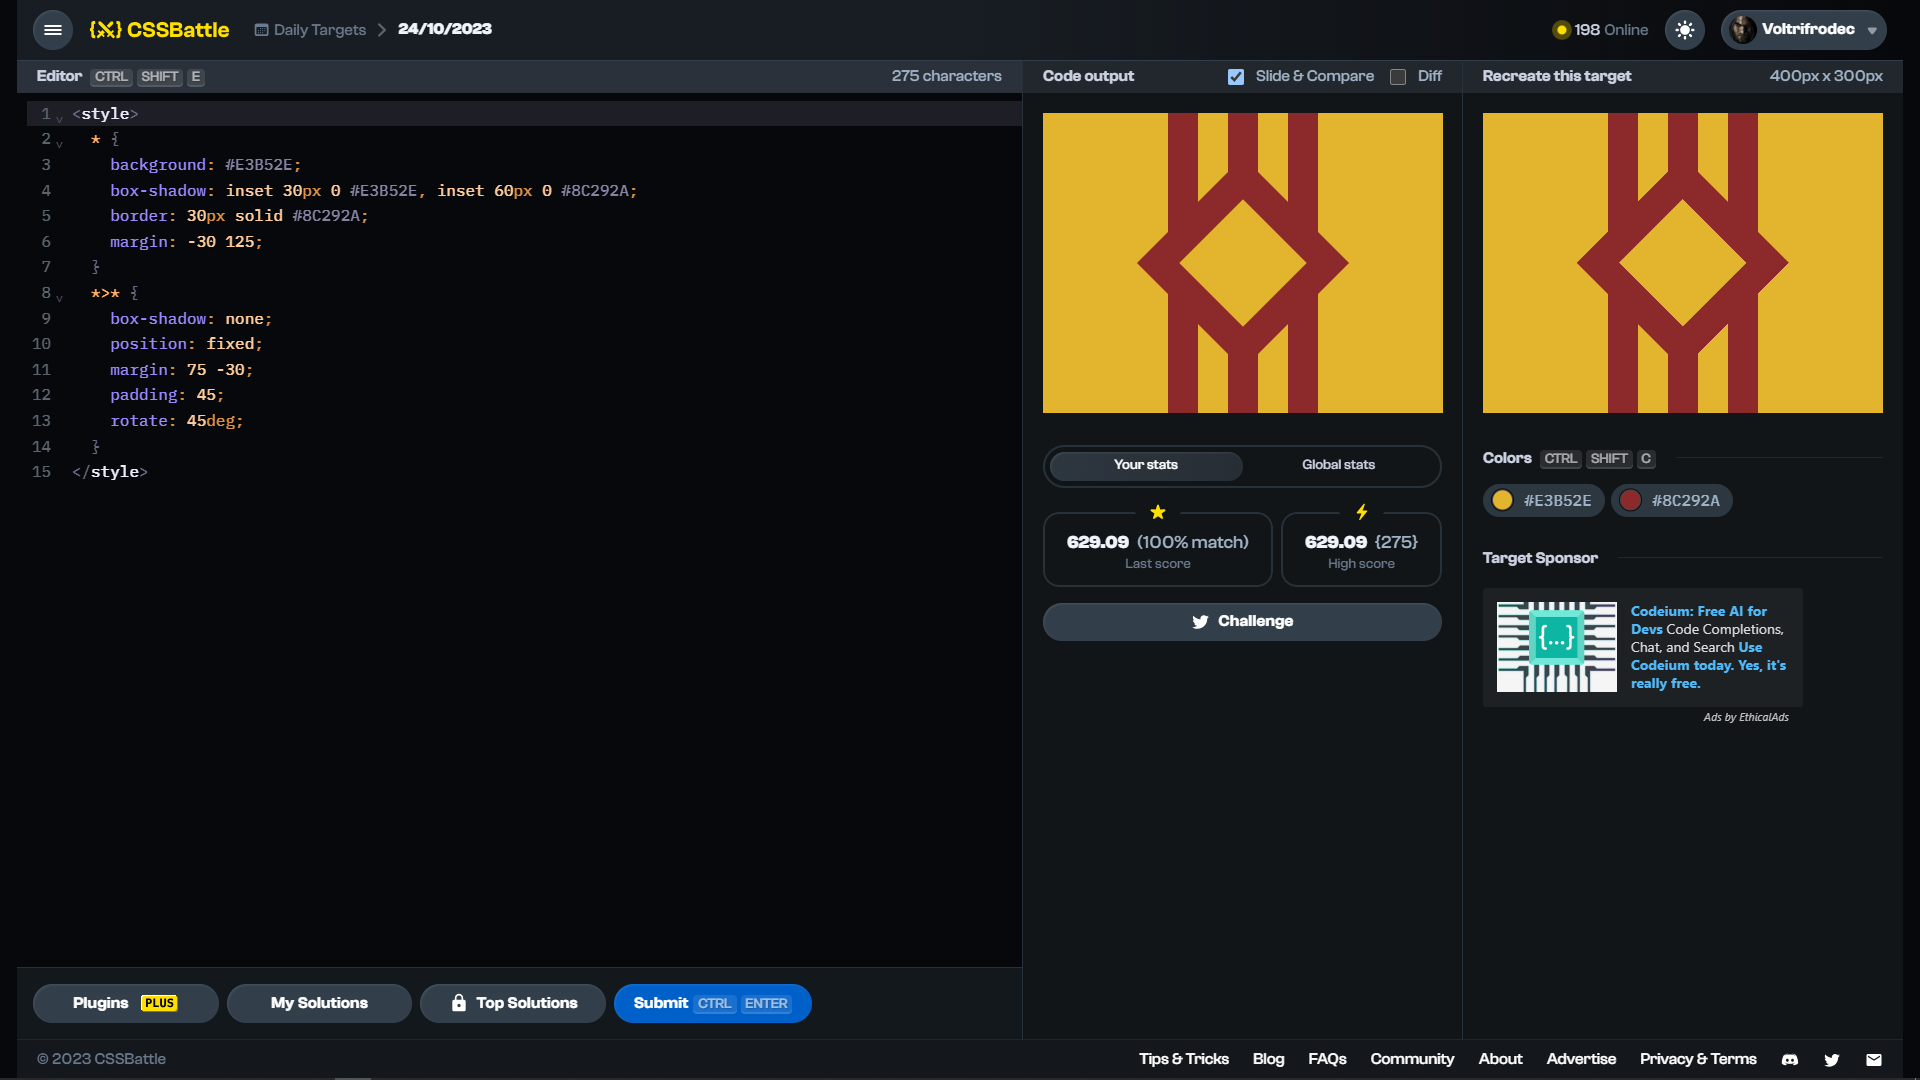 {X} CSSBattle
Daily Targets
24/10/2023
198 Online
Voltrifrodec
Editor CTRL SHIFT E
275 characters
1 <style>
2 * {
3 background: #E3B52E;
4 box-shadow: inset 30px 0 #E3B52E, inset 60px 0 #8C292A;
5 border: 30px solid #8C292A;
6 margin: -30 125;
7 }
8 *>* {
9 box-shadow: none;
10 position: fixed;
11 margin: 75 -30;
12 padding: 45;
13 rotate: 45deg;
14 }
15 </style>
Plugins PLUS
My Solutions
Top Solutions
Submit CTRL ENTER
Code output
Slide & Compare
Diff
Your stats
Global stats
629.09 (100% match)
Last score
629.09 {275}
High score
Challenge
Recreate this target
400px x 300px
Colors CTRL SHIFT C
#E3B52E
#8C292A
Target Sponsor
{...}
Codeium: Free AI for
Devs Code Completions,
Chat, and Search Use
Codeium today. Yes, it's
really free.
Ads by EthicalAds
© 2023 CSSBattle
Tips & Tricks
Blog
FAQs
Community
About
Advertise
Privacy & Terms